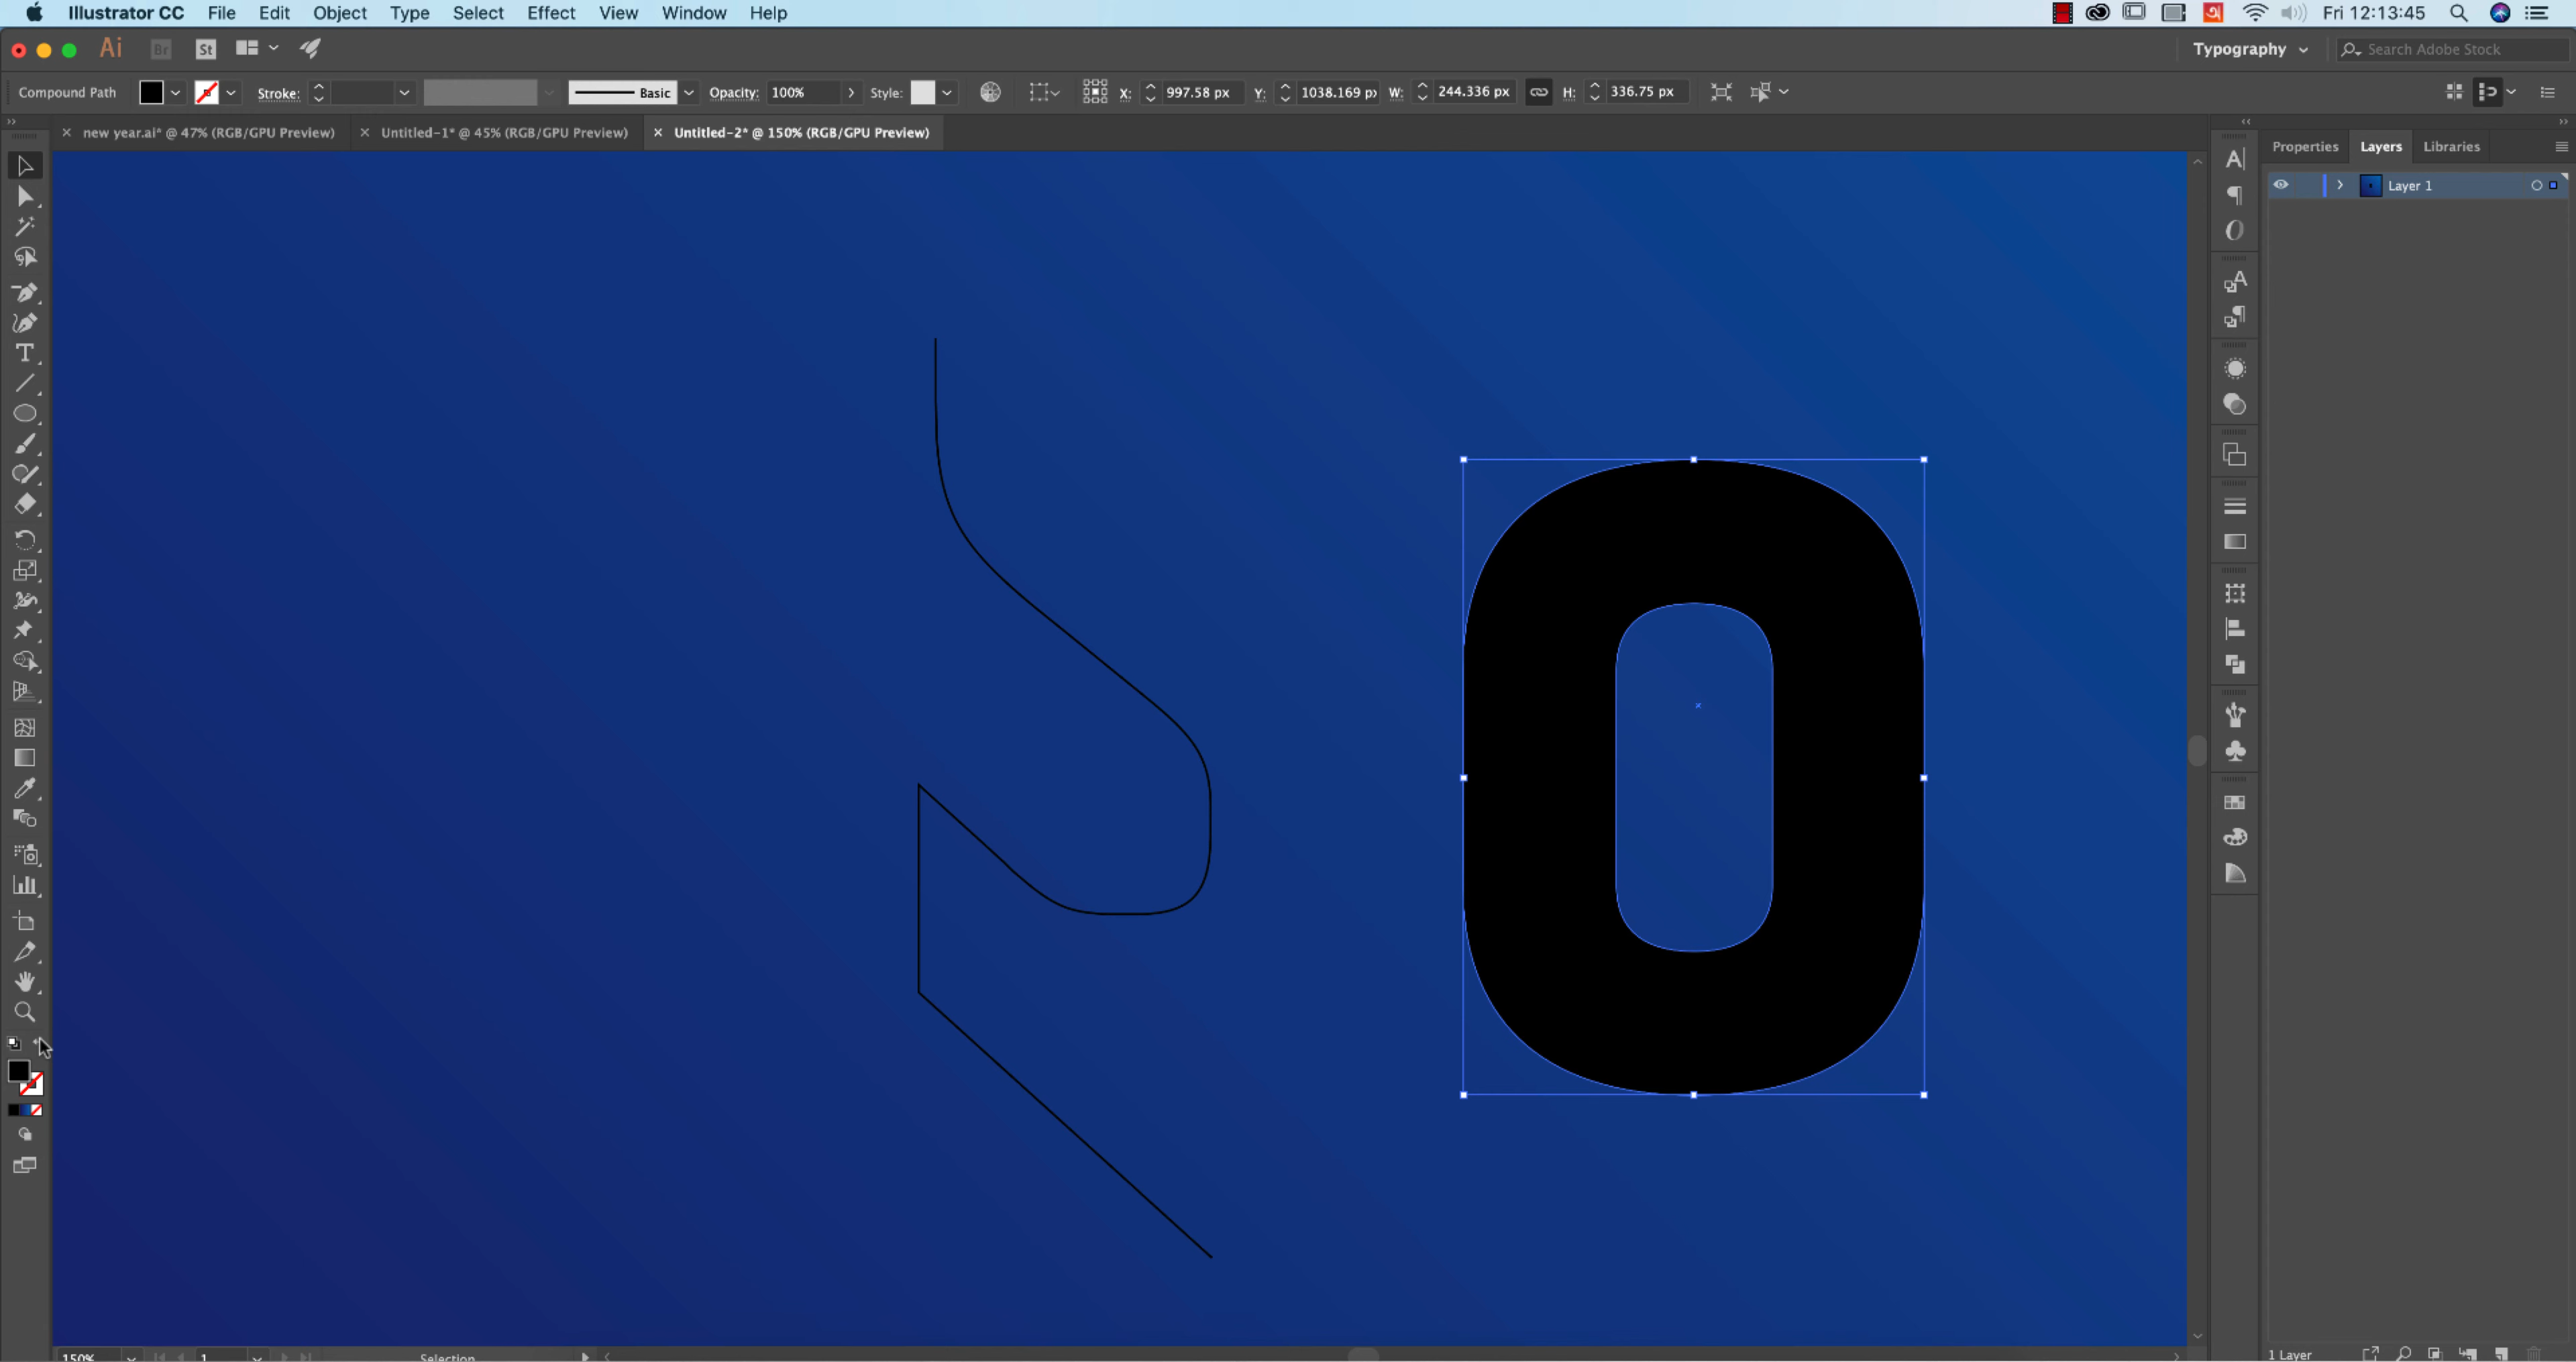 Illustrator CC File Edit Object Type Select Effect View Window Help Fri 12:13:45
Ai Br St Typography Search Adobe Stock
Compound Path Stroke: Basic Opacity: 100% Style: X: 997.58 px Y: 1038.169 px W: 244.336 px H: 336.75 px
new year.ai* @ 47% (RGB/GPU Preview) Untitled-1* @ 45% (RGB/GPU Preview) Untitled-2* @ 150% (RGB/GPU Preview)
Properties Layers Libraries
Layer 1
O
150% 1 Selection 1 Layer